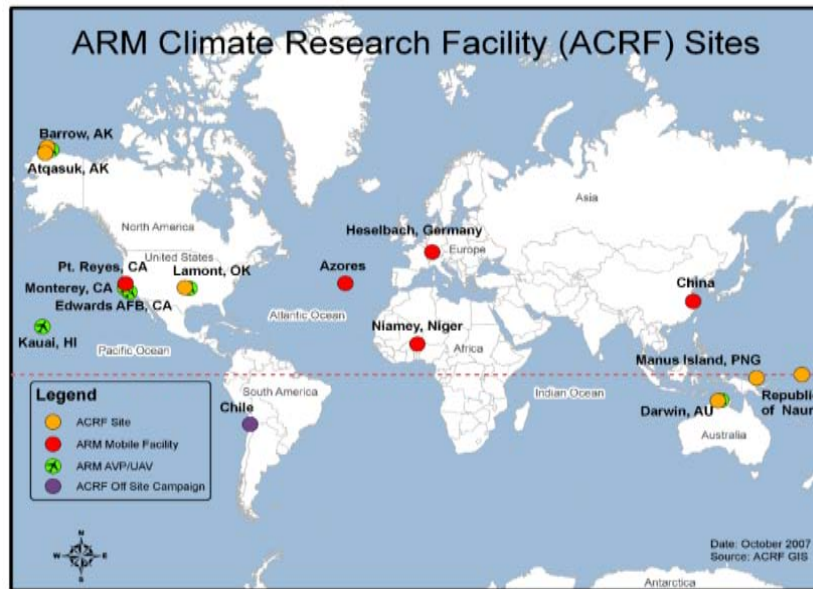 ARM Climate Research Facility (ACRF) Sites
Barrow, AK
Atqasuk, AK
North America
United States
Pt. Reyes, CA
Lamont, OK
Monterey, CA
Edwards AFB, CA
Kauai, HI
Pacific Ocean
Atlantic Ocean
Azores
Heselbach, Germany
Europe
Asia
China
Niamey, Niger
Africa
Manus Island, PNG
Republic
of Naur
Indian Ocean
Darwin, AU
Australia
South America
Chile
Legend
ACRF Site
ARM Mobile Facility
ARM AVP/UAV
ACRF Off Site Campaign
N
W
E
S
Date: October 2007
Source: ACRF GIS
Antarctica